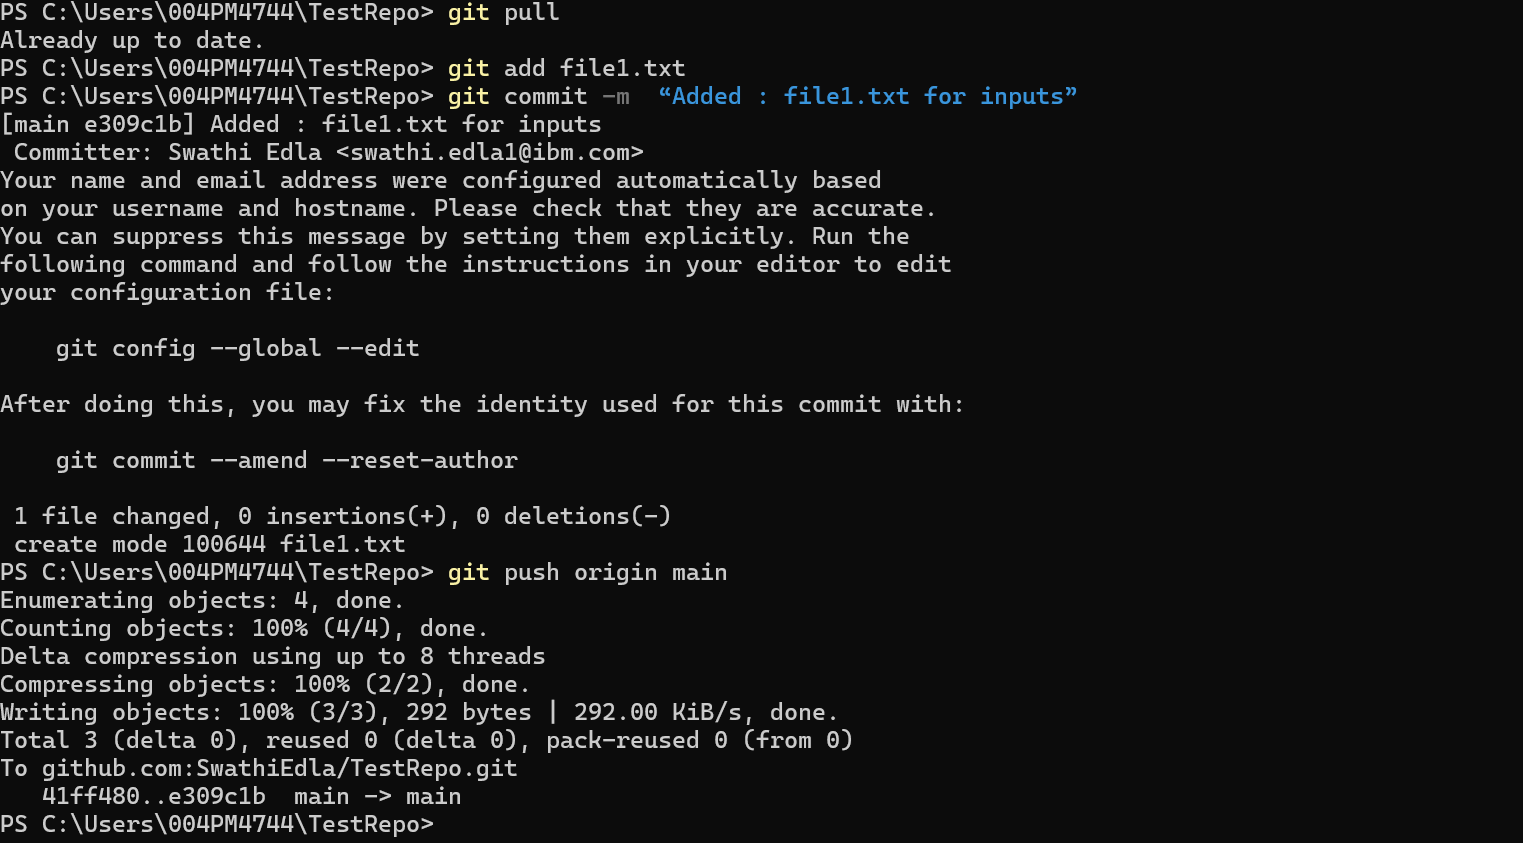 PS C:\Users\004PM4744\TestRepo> git pull
Already up to date.
PS C:\Users\004PM4744\TestRepo> git add file1.txt
PS C:\Users\004PM4744\TestRepo> git commit -m  “Added : file1.txt for inputs”
[main e309c1b] Added : file1.txt for inputs
 Committer: Swathi Edla <swathi.edla1@ibm.com>
Your name and email address were configured automatically based
on your username and hostname. Please check that they are accurate.
You can suppress this message by setting them explicitly. Run the
following command and follow the instructions in your editor to edit
your configuration file:

    git config --global --edit

After doing this, you may fix the identity used for this commit with:

    git commit --amend --reset-author

 1 file changed, 0 insertions(+), 0 deletions(-)
 create mode 100644 file1.txt
PS C:\Users\004PM4744\TestRepo> git push origin main
Enumerating objects: 4, done.
Counting objects: 100% (4/4), done.
Delta compression using up to 8 threads
Compressing objects: 100% (2/2), done.
Writing objects: 100% (3/3), 292 bytes | 292.00 KiB/s, done.
Total 3 (delta 0), reused 0 (delta 0), pack-reused 0 (from 0)
To github.com:SwathiEdla/TestRepo.git
   41ff480..e309c1b  main -> main
PS C:\Users\004PM4744\TestRepo>